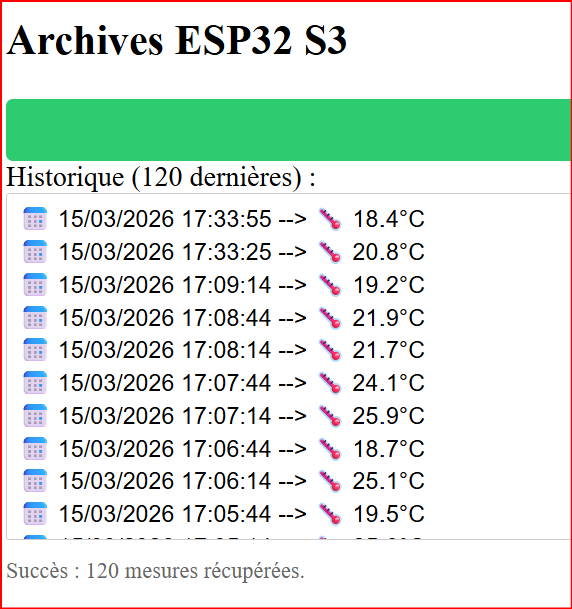 Archives ESP32 S3
Historique (120 dernières) :
15/03/2026 17:33:55 --> 18.4°C
15/03/2026 17:33:25 --> 20.8°C
15/03/2026 17:09:14 --> 19.2°C
15/03/2026 17:08:44 --> 21.9°C
15/03/2026 17:08:14 --> 21.7°C
15/03/2026 17:07:44 --> 24.1°C
15/03/2026 17:07:14 --> 25.9°C
15/03/2026 17:06:44 --> 18.7°C
15/03/2026 17:06:14 --> 25.1°C
15/03/2026 17:05:44 --> 19.5°C
Succès : 120 mesures récupérées.